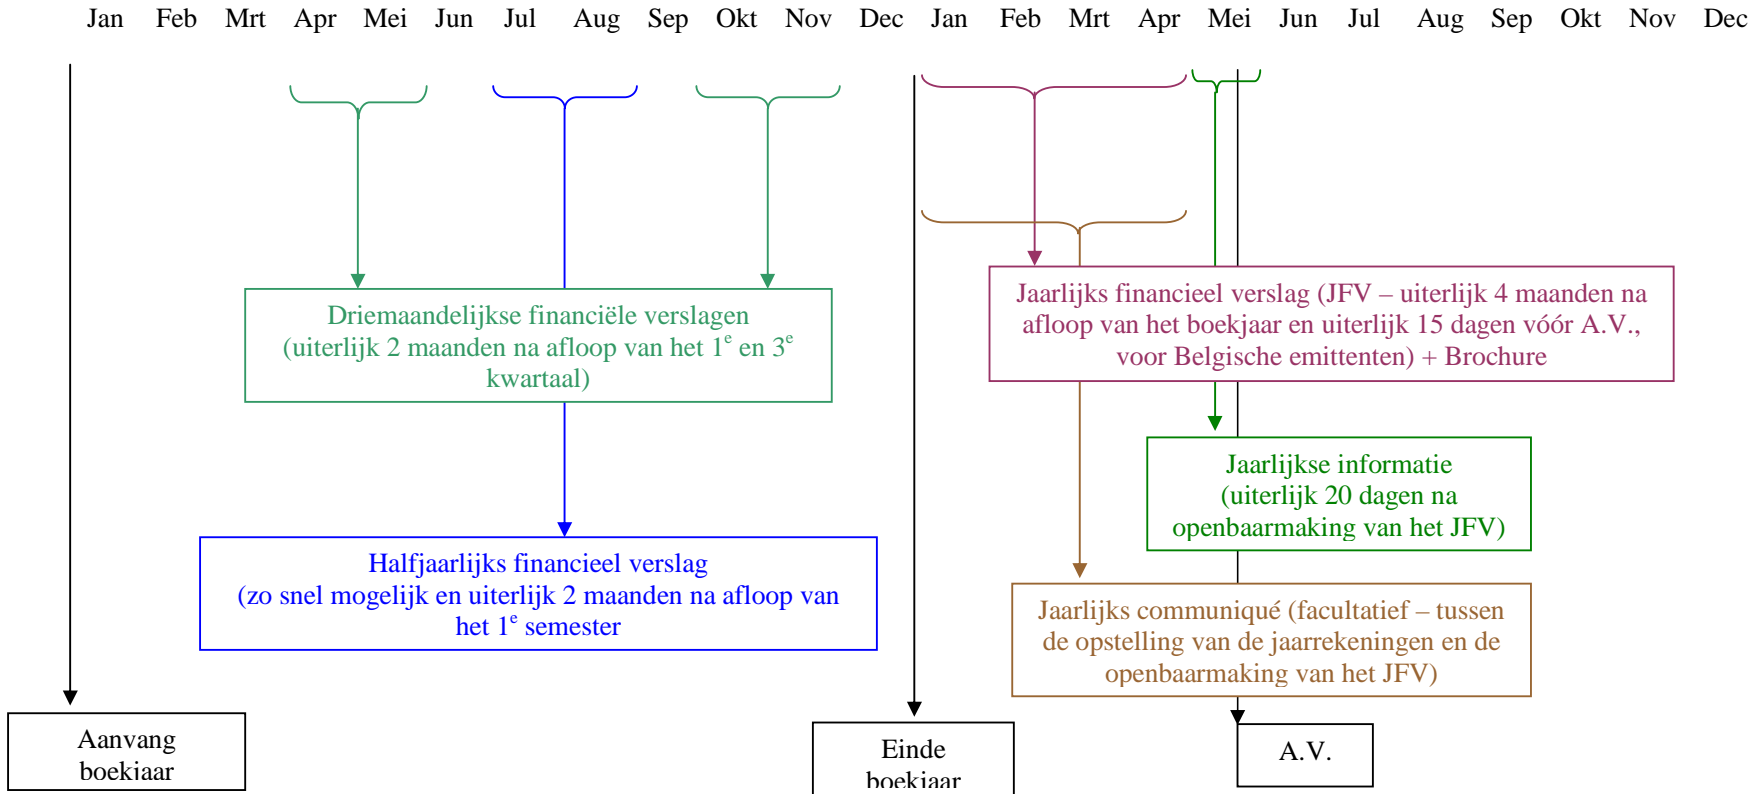 Jan Feb Mrt Apr Mei Jun Jul Aug Sep Okt Nov Dec Jan Feb Mrt Apr Mei Jun Jul Aug Sep Okt Nov Dec
Driemaandelijkse financiële verslagen
(uiterlijk 2 maanden na afloop van het 1e en 3e
kwartaal)
Jaarlijks financieel verslag (JFV – uiterlijk 4 maanden na
afloop van het boekjaar en uiterlijk 15 dagen vóór A.V.,
voor Belgische emittenten) + Brochure
Jaarlijkse informatie
(uiterlijk 20 dagen na
openbaarmaking van het JFV)
Halfjaarlijks financieel verslag
(zo snel mogelijk en uiterlijk 2 maanden na afloop van
het 1e semester
Jaarlijks communiqué (facultatief – tussen
de opstelling van de jaarrekeningen en de
openbaarmaking van het JFV)
Aanvang
boekjaar
Einde
boekjaar
A.V.